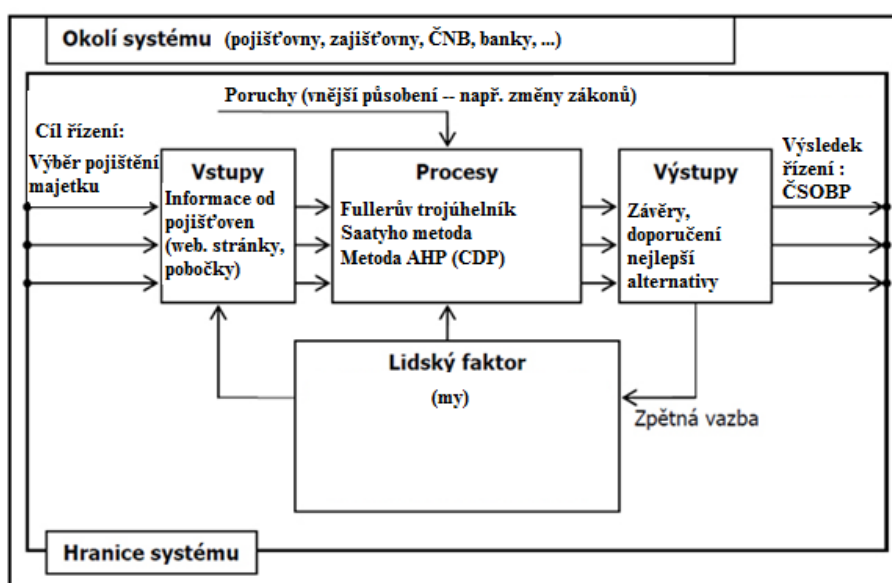 Okolí systému (pojišťovny, zajišťovny, ČNB, banky, ...)
Poruchy (vnější působení -- např. změny zákonů)
Cíl řízení:
Výběr pojištění
majetku
Vstupy
Informace od
pojišťoven
(web. stránky,
pobočky)
Procesy
Fullerův trojúhelník
Saatyho metoda
Metoda AHP (CDP)
Výstupy
Závěry,
doporučení
nejlepší
alternativy
Výsledek
řízení :
ČSOBP
Lidský faktor
(my)
Zpětná vazba
Hranice systému